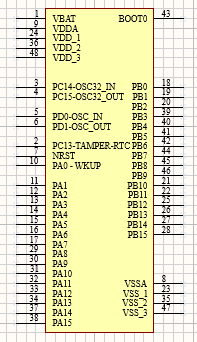 1 VBAT BOOT0 43
9 VDDA
24 VDD_1
36 VDD_2
48 VDD_3
3 PC14-OSC32_IN PB0 18
4 PC15-OSC32_OUT PB1 19
PB2 20
5 PD0-OSC_IN PB3 39
6 PD1-OSC_OUT PB4 40
PB5 41
2 PC13-TAMPER-RTC PB6 42
7 NRST PB7 43
10 PA0 - WKUP PB8 45
PB9 46
11 PA1 PB10 21
12 PA2 PB11 22
13 PA3 PB12 25
14 PA4 PB13 26
15 PA5 PB14 27
16 PA6 PB15 28
17 PA7
29 PA8
30 PA9
31 PA10
32 PA11 VSSA 8
33 PA12 VSS_1 23
34 PA13 VSS_2 35
37 PA14 VSS_3 47
38 PA15